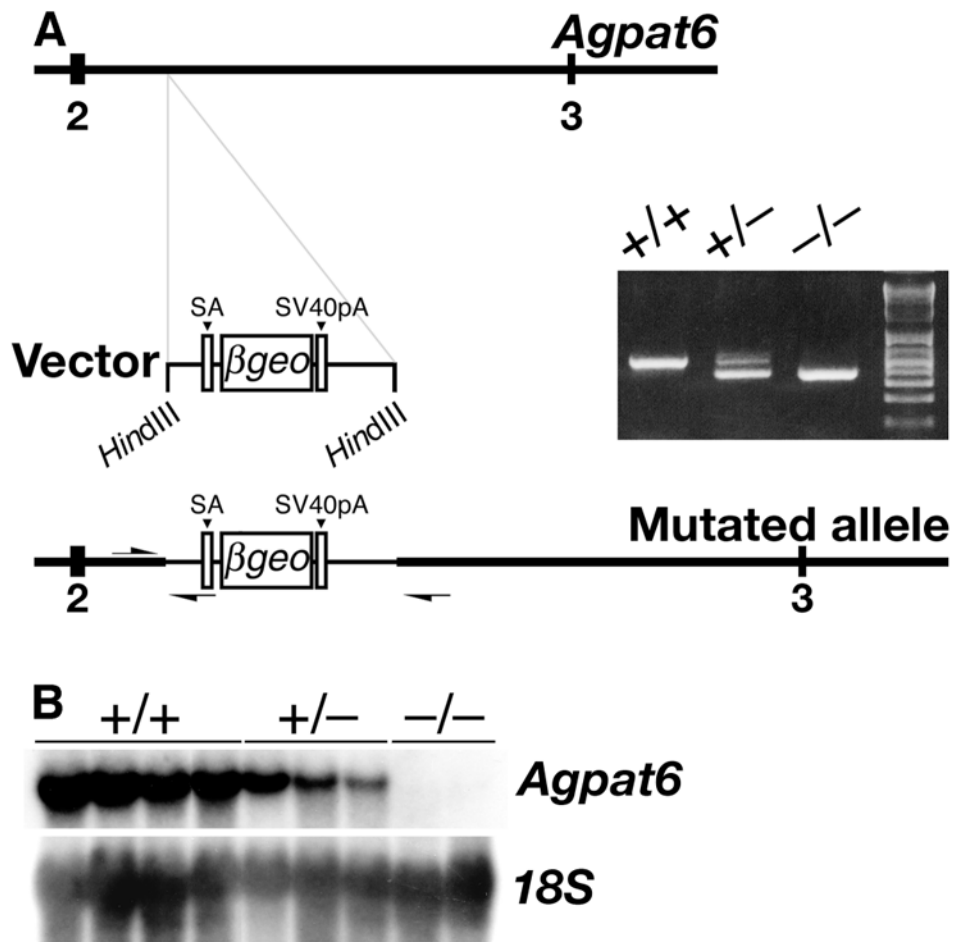 A
Agpat6
2 3
+/+ +/– –/–
SA SV40pA
Vector βgeo
HindIII HindIII
SA SV40pA
Mutated allele
βgeo
2 3
B
+/+ +/– –/–
Agpat6
18S